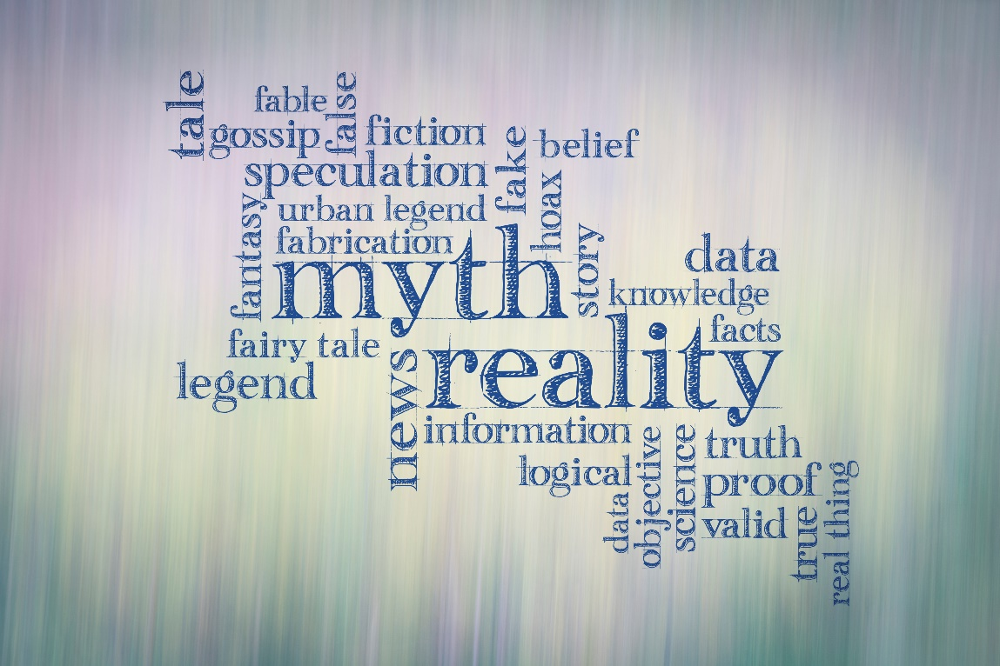 tale
fable
false
gossip
fiction
fake
belief
speculation
hoax
fantasy
urban legend
fabrication
story
myth
data
knowledge
facts
fairy tale
reality
legend
news
information
objective
science
truth
logical
proof
data
valid
true
real thing